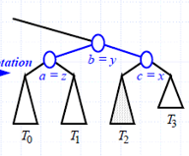 tation
b = y
a = z
c = x
T3
T0
T1
T2